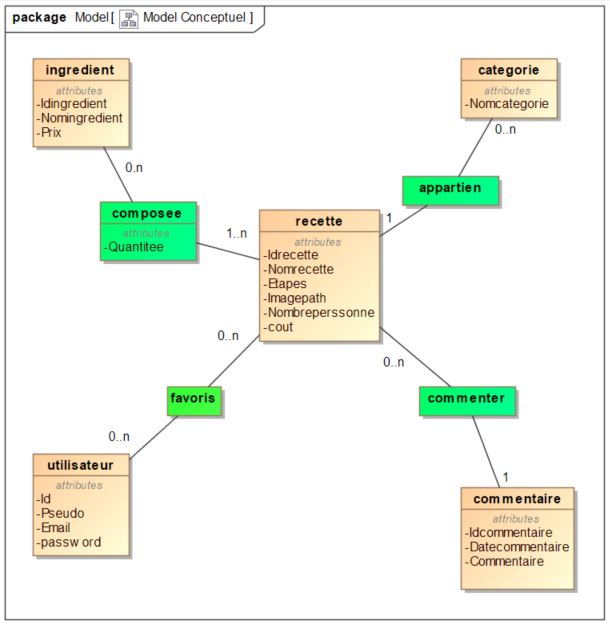 package Model[ Model Conceptuel ]
ingredient
attributes
-Idingredient
-Nomingredient
-Prix
categorie
attributes
-Nomcategorie
0..n
0.n
appartien
composee
attributes
-Quantitee
1..n
1
recette
attributes
-Idrecette
-Nomrecette
-Etapes
-Imagepath
-Nombreperssonne
-cout
0..n
0..n
favoris
commenter
0..n
utilisateur
attributes
-Id
-Pseudo
-Email
-password
1
commentaire
attributes
-Idcommentaire
-Datecommentaire
-Commentaire